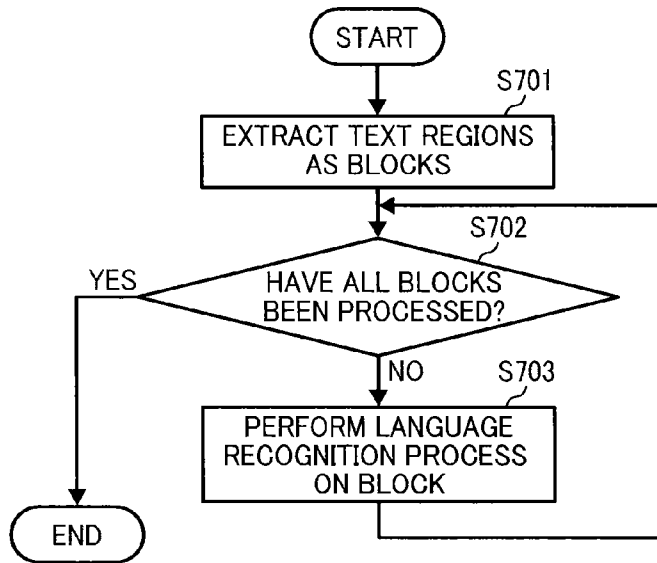 START
S701
EXTRACT TEXT REGIONS
AS BLOCKS
S702
YES
HAVE ALL BLOCKS
BEEN PROCESSED?
NO
S703
PERFORM LANGUAGE
RECOGNITION PROCESS
ON BLOCK
END